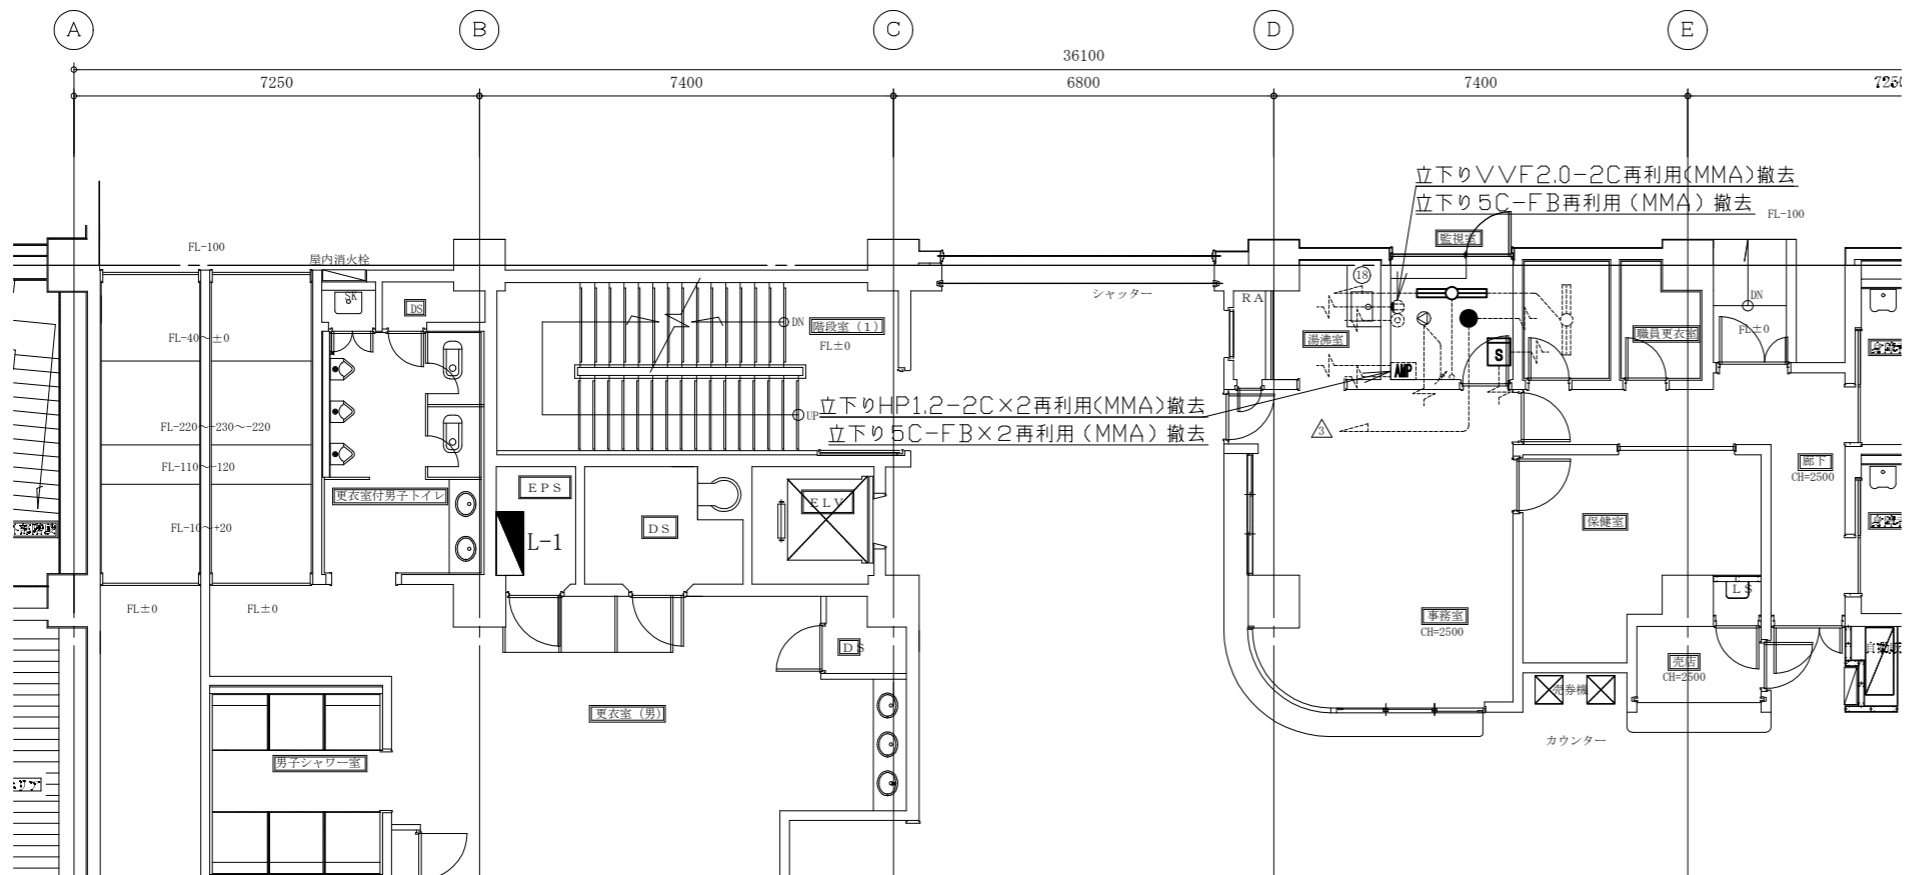 A
B
C
D
E
36100
7250
7400
6800
7400
立下りVVF2.0-2C再利用(MMA)撤去
立下り5C-FB再利用(MMA)撤去
FL-100
FL-100
監視室
屋内消火栓
SK
DS
18
RA
シャッター
DN
階段室(1)
FL±0
DN
FL±0
FL-40~±0
湯沸室
職員更衣室
S
AMP
立下りHP1.2-2C×2再利用(MMA)撤去
UP
立下り5C-FB×2再利用(MMA)撤去
3
FL-220~-230~-220
FL-110~-120
廊下
CH=2500
更衣室付男子トイレ
EPS
ELV
DS
L-1
FL-10~+20
保健室
LS
FL±0
FL±0
事務室
CH=2500
DS
売店
CH=2500
券売機
更衣室(男)
カウンター
男子シャワー室